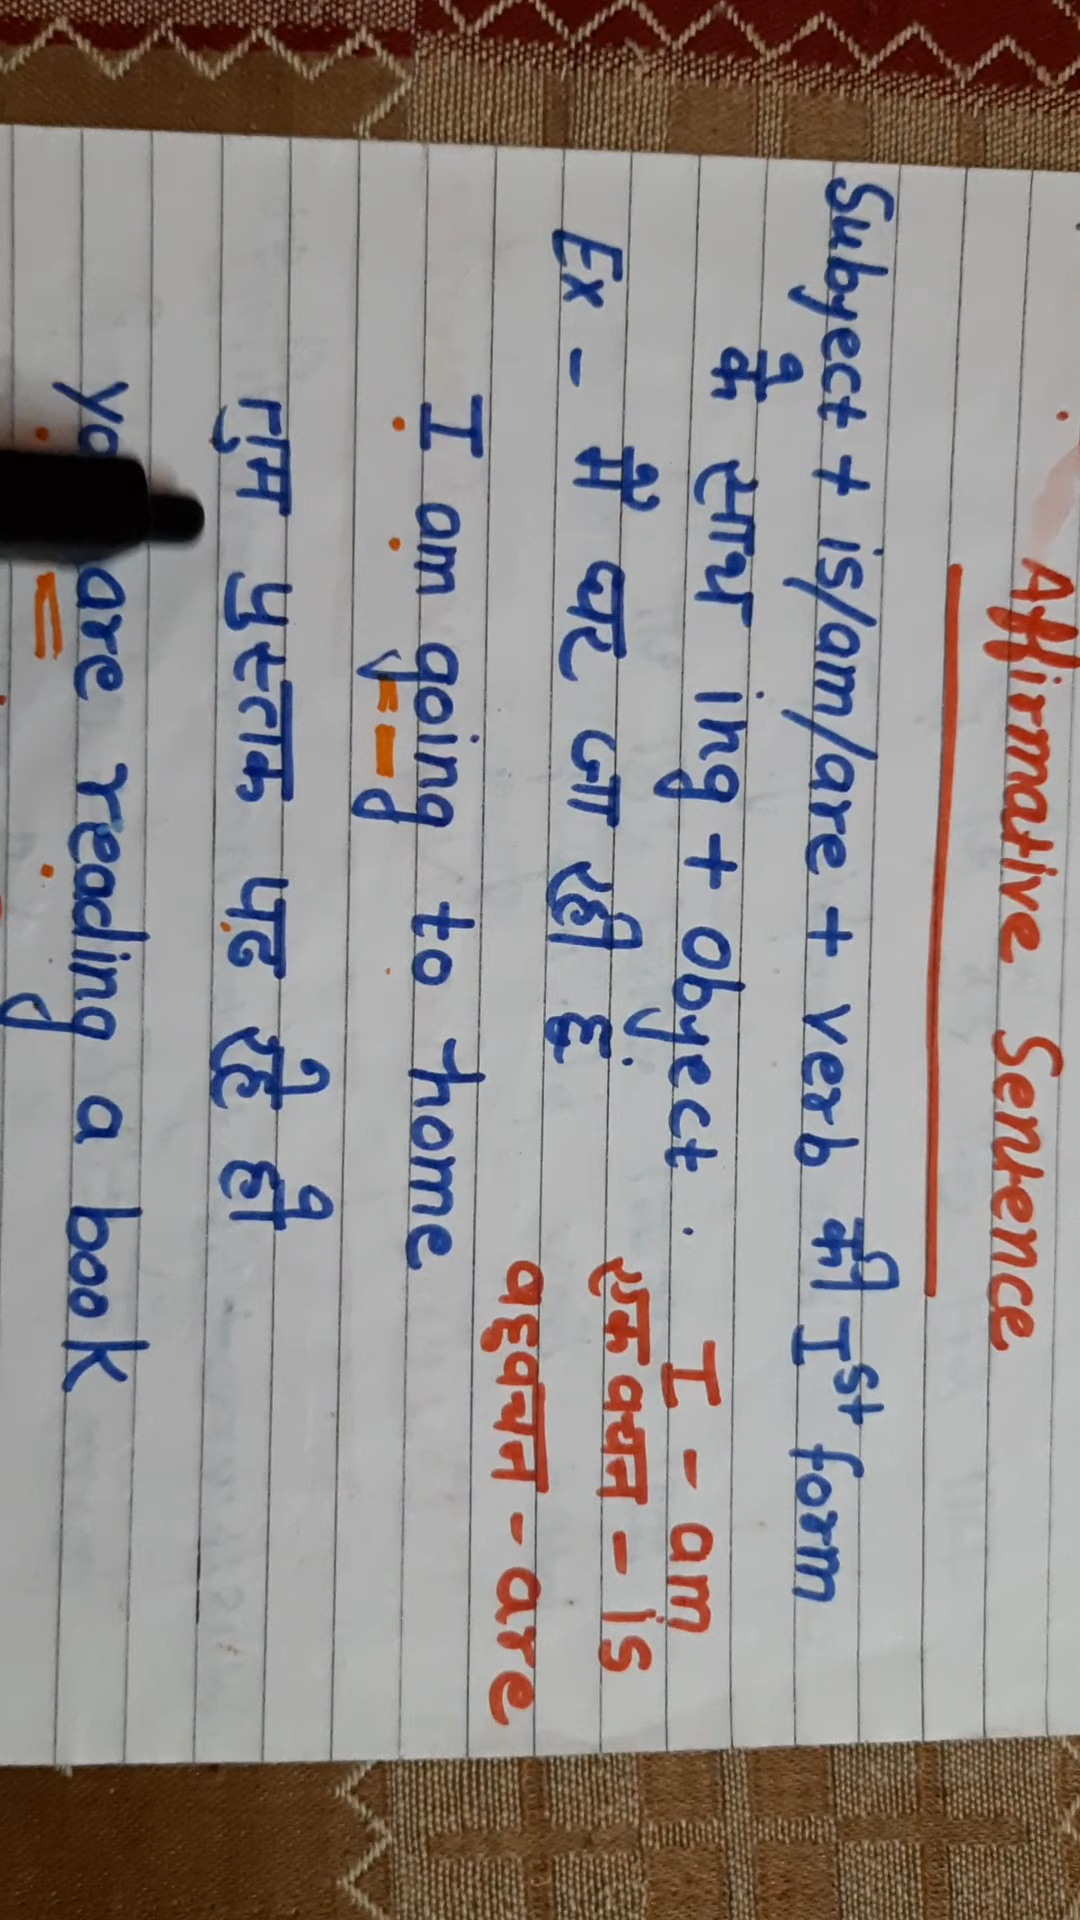 Affirmative Sentence
Subject + is/am/are + verb की Ist form
के साथ ing + object.
I - am
Ex - मैं घर जा रही हूं
एकवचन - is
बहुवचन - are
I am going to home
तुम पुस्तक पढ रहे हो
are reading a book